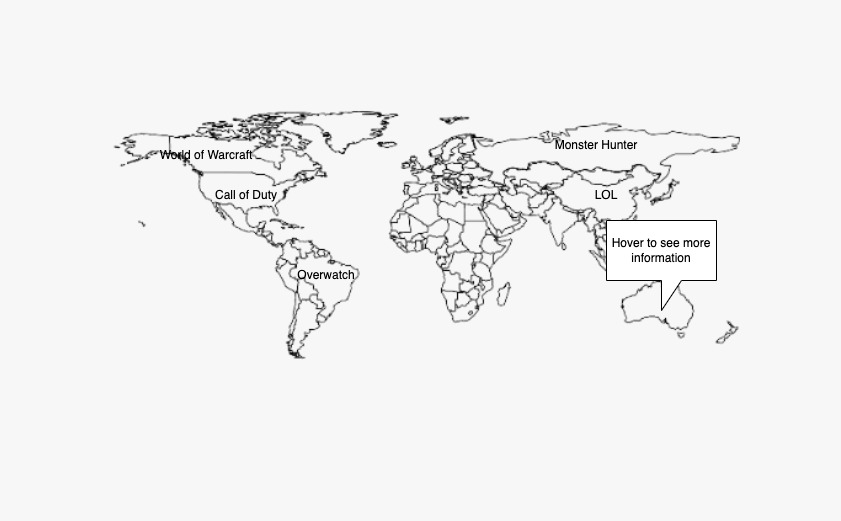 Monster Hunter
World of Warcraft
Call of Duty
LOL
Hover to see more
information
Overwatch